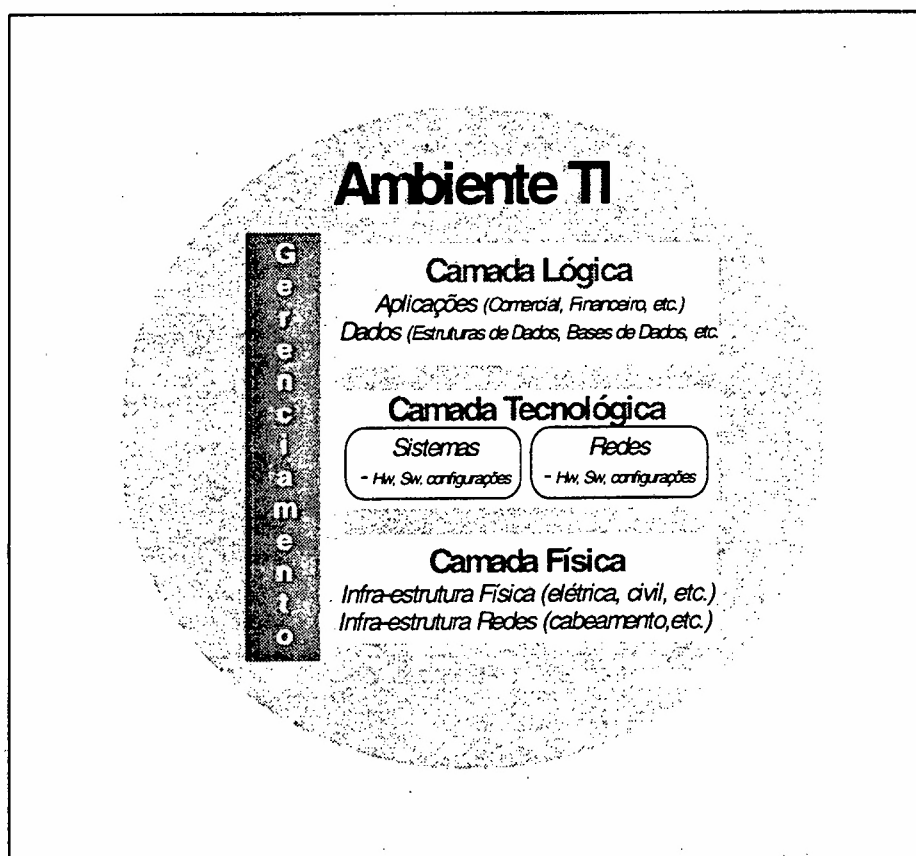 Ambiente TI
Gerenciamento
Camada Lógica
Aplicações (Comercial, Financeiro, etc.)
Dados (Estruturas de Dados, Bases de Dados, etc.
Camada Tecnológica
Sistemas
- Hw, Sw, configurações
Redes
- Hw, Sw, configurações
Camada Física
Infra-estrutura Física (elétrica, civil, etc.)
Infra-estrutura Redes (cabeamento,etc.)